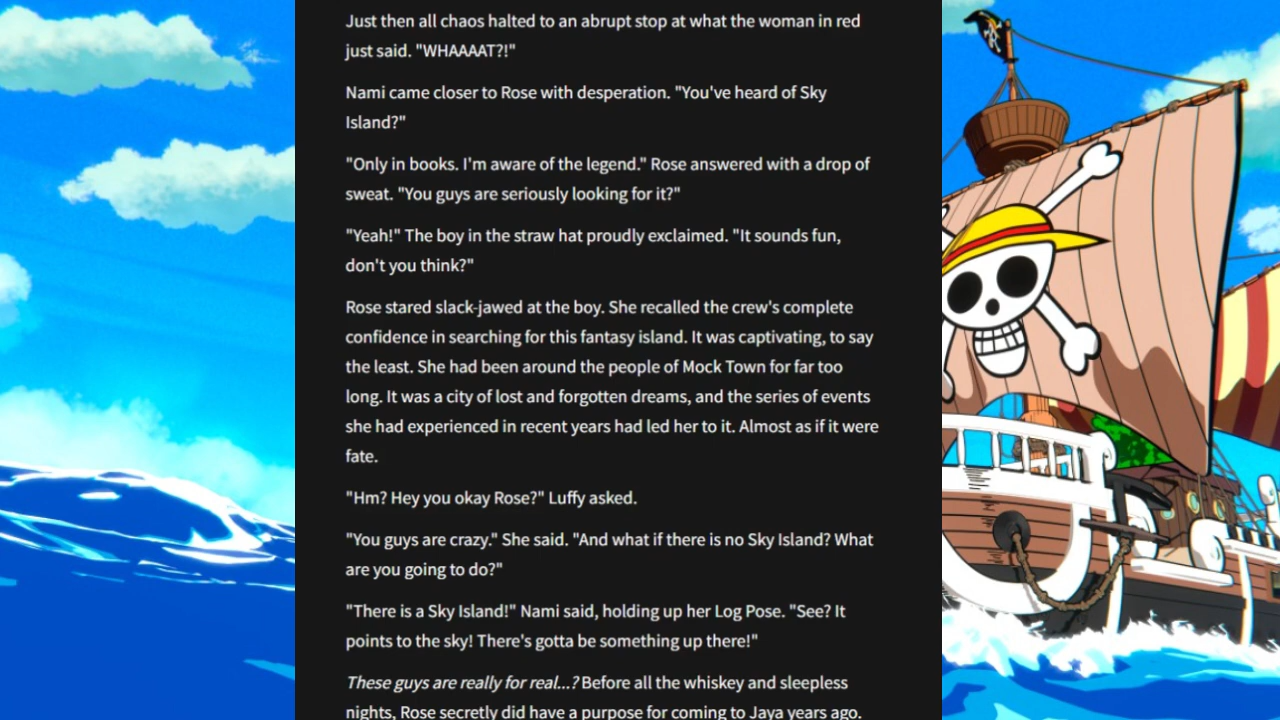 Just then all chaos halted to an abrupt stop at what the woman in red
just said. "WHAAAAT?!"
Nami came closer to Rose with desperation. "You've heard of Sky
Island?"
"Only in books. I'm aware of the legend." Rose answered with a drop of
sweat. "You guys are seriously looking for it?"
"Yeah!" The boy in the straw hat proudly exclaimed. "It sounds fun,
don't you think?"
Rose stared slack-jawed at the boy. She recalled the crew's complete
confidence in searching for this fantasy island. It was captivating, to say
the least. She had been around the people of Mock Town for far too
long. It was a city of lost and forgotten dreams, and the series of events
she had experienced in recent years had led her to it. Almost as if it were
fate.
"Hm? Hey you okay Rose?" Luffy asked.
"You guys are crazy." She said. "And what if there is no Sky Island? What
are you going to do?"
"There is a Sky Island!" Nami said, holding up her Log Pose. "See? It
points to the sky! There's gotta be something up there!"
These guys are really for real...? Before all the whiskey and sleepless
nights, Rose secretly did have a purpose for coming to Jaya years ago.